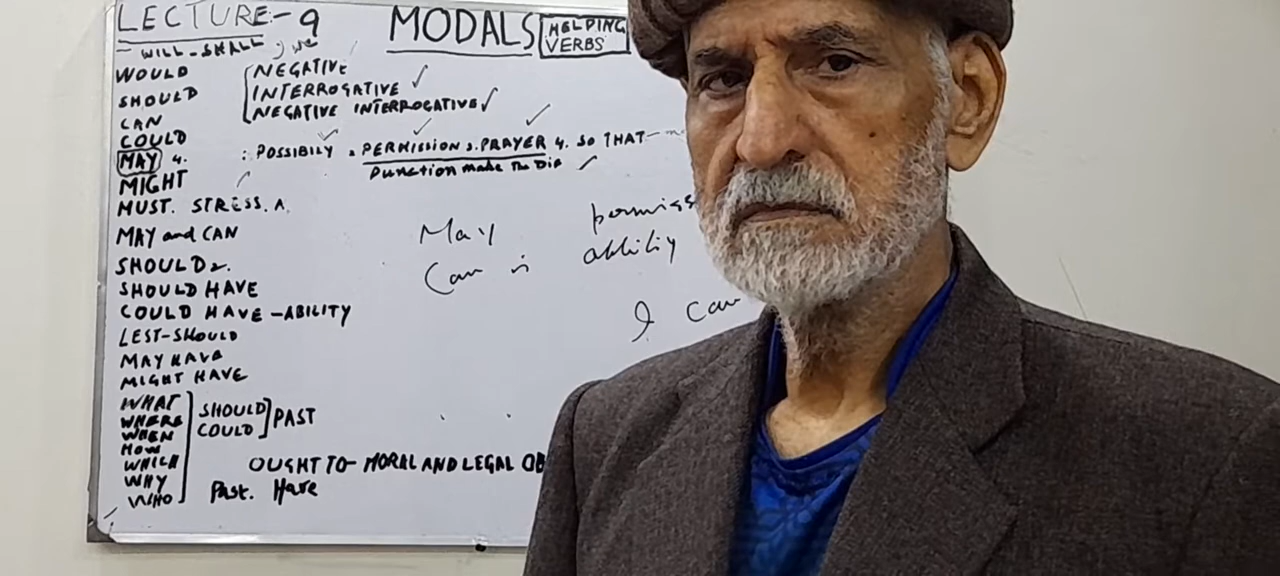 LECTURE-9
MODALS HELPING VERBS
WILL-SHALL
WOULD
NEGATIVE
SHOULD
INTERROGATIVE ✓
CAN
NEGATIVE INTERROGATIVE ✓
COULD
MAY 4. : POSSIBILY . PERMISSION 3. PRAYER 4. SO THAT
MIGHT
MUST. STRESS. A.
MAY and CAN
May
SHOULD 2.
Can is ability
SHOULD HAVE
I can
COULD HAVE - ABILITY
LEST-SHOULD
MAY HAVE
MIGHT HAVE
WHAT
WHERE
WHEN
HOW
WHICH
WHY
WHO
SHOULD
COULD
PAST
OUGHT TO- MORAL AND LEGAL OB
Past. Have